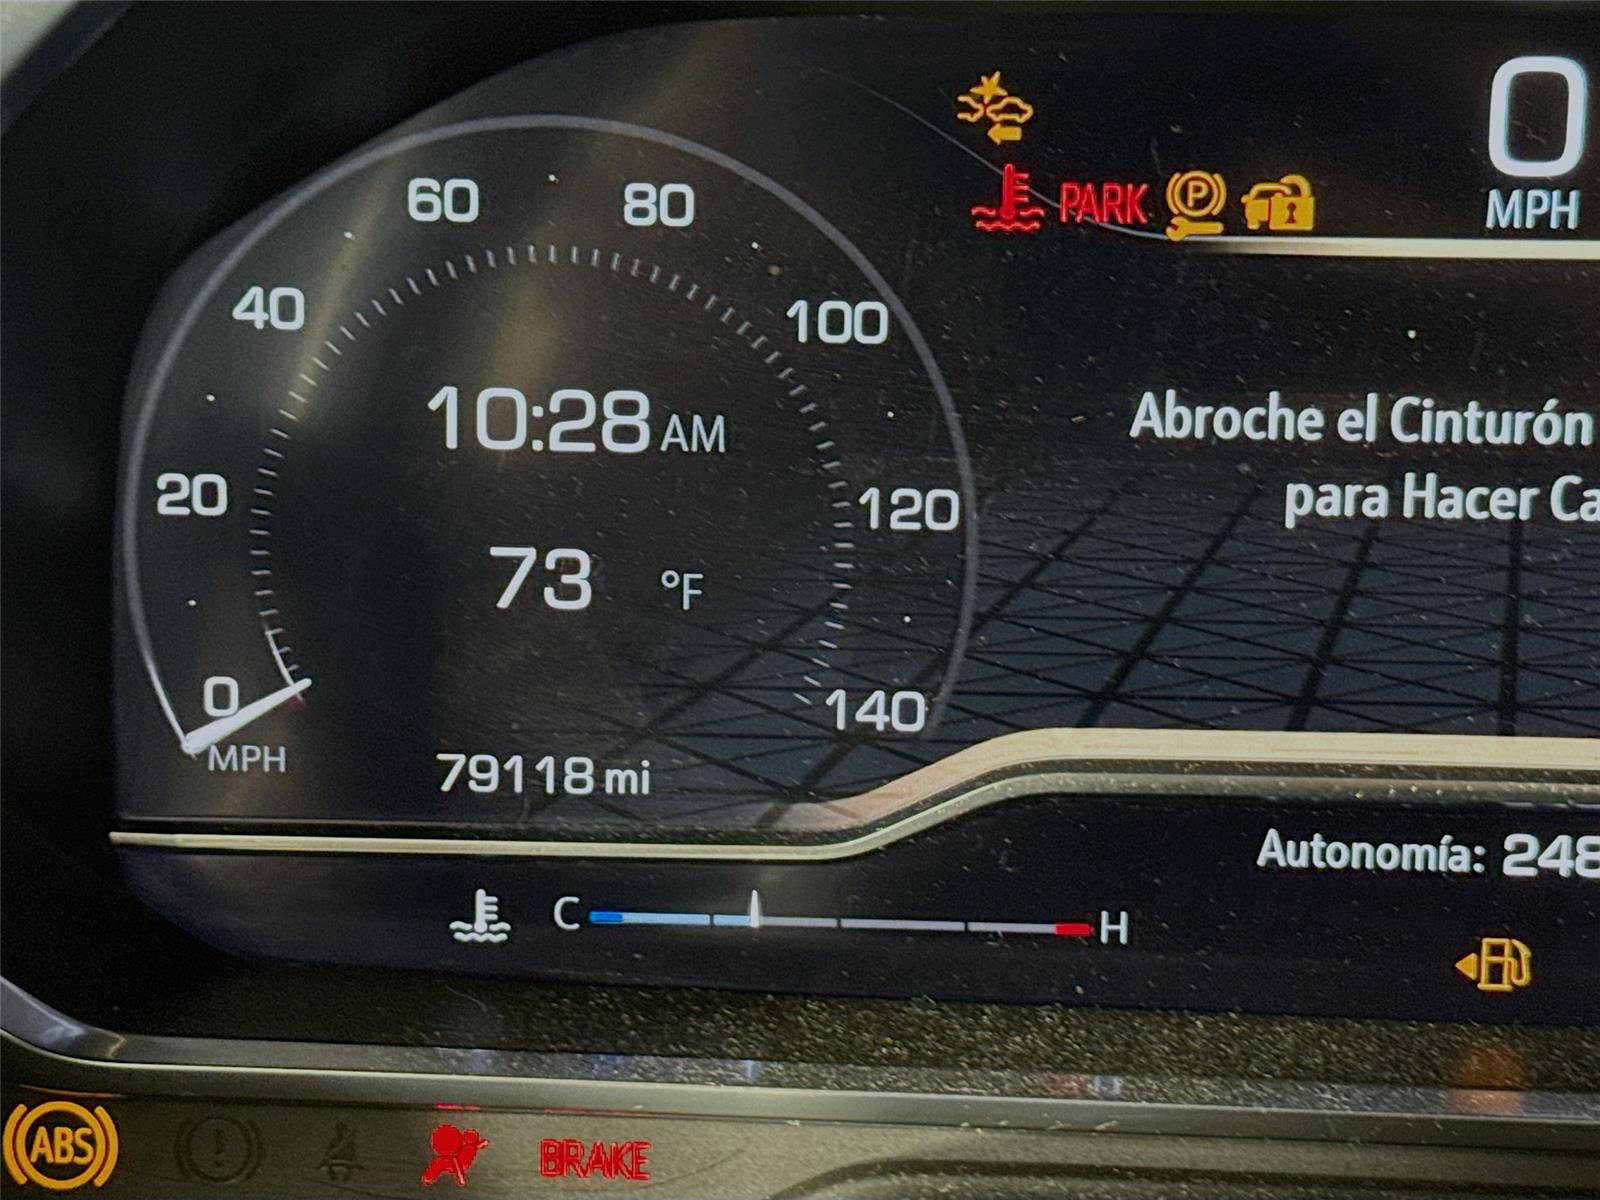 0
MPH
PARK
P
60
80
40
100
10:28 AM
Abroche el Cinturón
para Hacer Ca
20
120
73 °F
0
140
MPH
79118 mi
Autonomía: 248
C
H
ABS
BRAKE